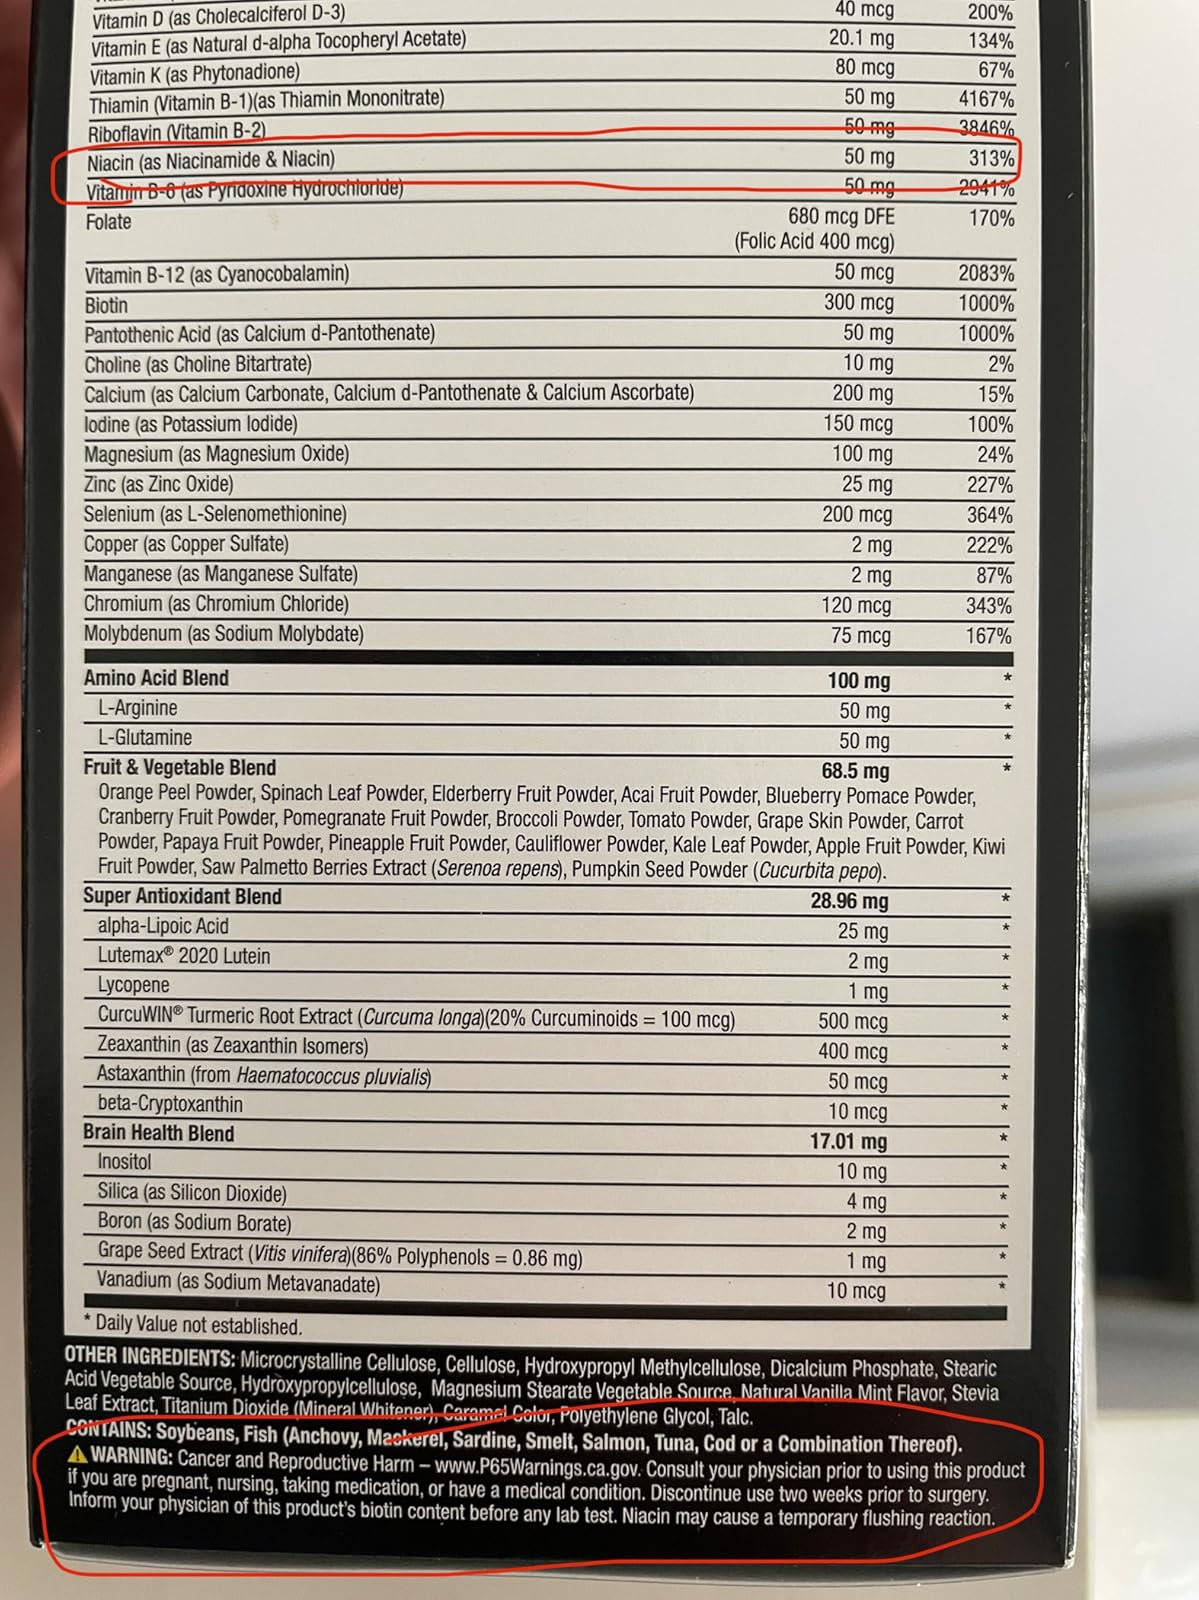 Vitamin D (as Cholecalciferol D-3) 40 mcg 200%
Vitamin E (as Natural d-alpha Tocopheryl Acetate) 20.1 mg 134%
Vitamin K (as Phytonadione) 80 mcg 67%
Thiamin (Vitamin B-1)(as Thiamin Mononitrate) 50 mg 4167%
Riboflavin (Vitamin B-2) 50 mg 3846%
Niacin (as Niacinamide & Niacin) 50 mg 313%
Vitamin B-6 (as Pyridoxine Hydrochloride) 50 mg 2941%
Folate 680 mcg DFE 170%
(Folic Acid 400 mcg)
Vitamin B-12 (as Cyanocobalamin) 50 mcg 2083%
Biotin 300 mcg 1000%
Pantothenic Acid (as Calcium d-Pantothenate) 50 mg 1000%
Choline (as Choline Bitartrate) 10 mg 2%
Calcium (as Calcium Carbonate, Calcium d-Pantothenate & Calcium Ascorbate) 200 mg 15%
Iodine (as Potassium Iodide) 150 mcg 100%
Magnesium (as Magnesium Oxide) 100 mg 24%
Zinc (as Zinc Oxide) 25 mg 227%
Selenium (as L-Selenomethionine) 200 mcg 364%
Copper (as Copper Sulfate) 2 mg 222%
Manganese (as Manganese Sulfate) 2 mg 87%
Chromium (as Chromium Chloride) 120 mcg 343%
Molybdenum (as Sodium Molybdate) 75 mcg 167%
Amino Acid Blend 100 mg *
L-Arginine 50 mg *
L-Glutamine 50 mg *
Fruit & Vegetable Blend 68.5 mg *
Orange Peel Powder, Spinach Leaf Powder, Elderberry Fruit Powder, Acai Fruit Powder, Blueberry Pomace Powder,
Cranberry Fruit Powder, Pomegranate Fruit Powder, Broccoli Powder, Tomato Powder, Grape Skin Powder, Carrot
Powder, Papaya Fruit Powder, Pineapple Fruit Powder, Cauliflower Powder, Kale Leaf Powder, Apple Fruit Powder, Kiwi
Fruit Powder, Saw Palmetto Berries Extract (Serenoa repens), Pumpkin Seed Powder (Cucurbita pepo).
Super Antioxidant Blend 28.96 mg *
alpha-Lipoic Acid 25 mg *
Lutemax® 2020 Lutein 2 mg *
Lycopene 1 mg *
CurcuWIN® Turmeric Root Extract (Curcuma longa)(20% Curcuminoids = 100 mcg) 500 mcg *
Zeaxanthin (as Zeaxanthin Isomers) 400 mcg *
Astaxanthin (from Haematococcus pluvialis) 50 mcg *
beta-Cryptoxanthin 10 mcg *
Brain Health Blend 17.01 mg *
Inositol 10 mg *
Silica (as Silicon Dioxide) 4 mg *
Boron (as Sodium Borate) 2 mg *
Grape Seed Extract (Vitis vinifera)(86% Polyphenols = 0.86 mg) 1 mg *
Vanadium (as Sodium Metavanadate) 10 mcg *
* Daily Value not established.
OTHER INGREDIENTS: Microcrystalline Cellulose, Cellulose, Hydroxypropyl Methylcellulose, Dicalcium Phosphate, Stearic
Acid Vegetable Source, Hydroxypropylcellulose, Magnesium Stearate Vegetable Source, Natural Vanilla Mint Flavor, Stevia
Leaf Extract, Titanium Dioxide (Mineral Whitener), Caramel Color, Polyethylene Glycol, Talc.
CONTAINS: Soybeans, Fish (Anchovy, Mackerel, Sardine, Smelt, Salmon, Tuna, Cod or a Combination Thereof).
⚠ WARNING: Cancer and Reproductive Harm – www.P65Warnings.ca.gov. Consult your physician prior to using this product
if you are pregnant, nursing, taking medication, or have a medical condition. Discontinue use two weeks prior to surgery.
Inform your physician of this product's biotin content before any lab test. Niacin may cause a temporary flushing reaction.